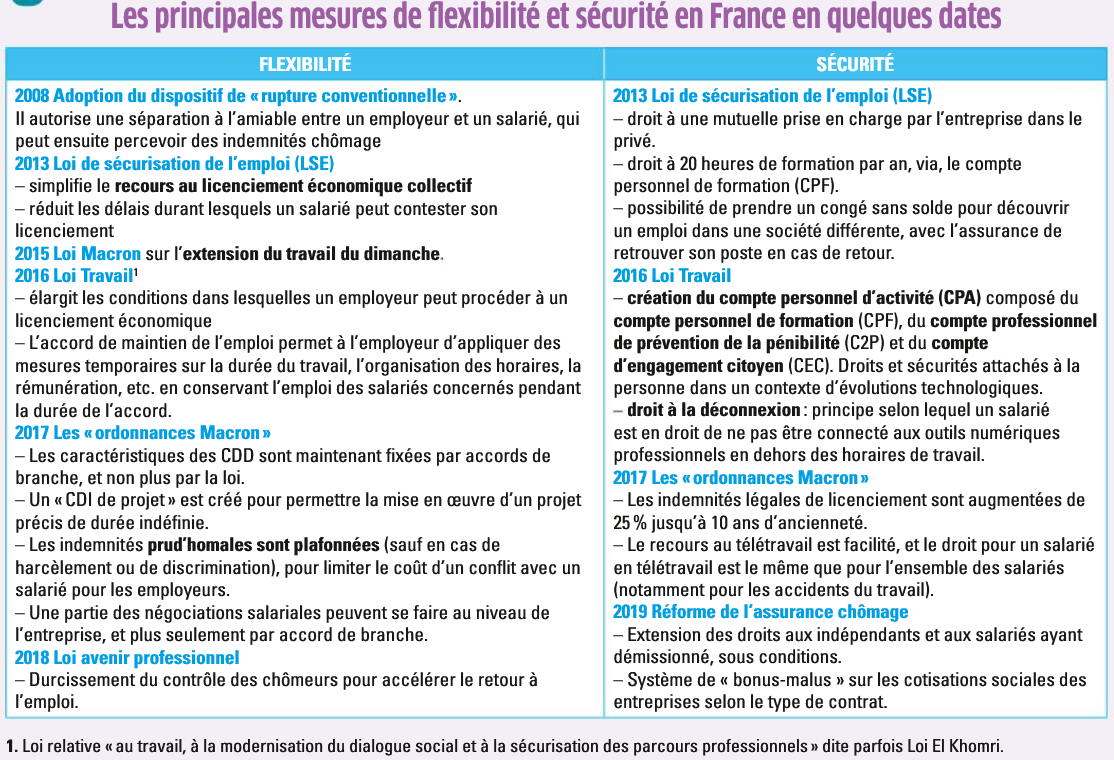 Les principales mesures de flexibilité et sécurité en France en quelques dates
FLEXIBILITÉ
2008 Adoption du dispositif de « rupture conventionnelle ».
Il autorise une séparation à l’amiable entre un employeur et un salarié, qui
peut ensuite percevoir des indemnités chômage
2013 Loi de sécurisation de l’emploi (LSE)
– simplifie le recours au licenciement économique collectif
– réduit les délais durant lesquels un salarié peut contester son
licenciement
2015 Loi Macron sur l’extension du travail du dimanche.
2016 Loi Travail¹
– élargit les conditions dans lesquelles un employeur peut procéder à un
licenciement économique
– L’accord de maintien de l’emploi permet à l’employeur d’appliquer des
mesures temporaires sur la durée du travail, l’organisation des horaires, la
rémunération, etc. en conservant l’emploi des salariés concernés pendant
la durée de l’accord.
2017 Les « ordonnances Macron »
– Les caractéristiques des CDD sont maintenant fixées par accords de
branche, et non plus par la loi.
– Un « CDI de projet » est créé pour permettre la mise en œuvre d’un projet
précis de durée indéfinie.
– Les indemnités prud’homales sont plafonnées (sauf en cas de
harcèlement ou de discrimination), pour limiter le coût d’un conflit avec un
salarié pour les employeurs.
– Une partie des négociations salariales peuvent se faire au niveau de
l’entreprise, et plus seulement par accord de branche.
2018 Loi avenir professionnel
– Durcissement du contrôle des chômeurs pour accélérer le retour à
l’emploi.
SÉCURITÉ
2013 Loi de sécurisation de l’emploi (LSE)
– droit à une mutuelle prise en charge par l’entreprise dans le
privé.
– droit à 20 heures de formation par an, via, le compte
personnel de formation (CPF).
– possibilité de prendre un congé sans solde pour découvrir
un emploi dans une société différente, avec l’assurance de
retrouver son poste en cas de retour.
2016 Loi Travail
– création du compte personnel d’activité (CPA) composé du
compte personnel de formation (CPF), du compte professionnel
de prévention de la pénibilité (C2P) et du compte
d’engagement citoyen (CEC). Droits et sécurités attachés à la
personne dans un contexte d’évolutions technologiques.
– droit à la déconnexion : principe selon lequel un salarié
est en droit de ne pas être connecté aux outils numériques
professionnels en dehors des horaires de travail.
2017 Les « ordonnances Macron »
– Les indemnités légales de licenciement sont augmentées de
25 % jusqu’à 10 ans d’ancienneté.
– Le recours au télétravail est facilité, et le droit pour un salarié
en télétravail est le même que pour l’ensemble des salariés
(notamment pour les accidents du travail).
2019 Réforme de l’assurance chômage
– Extension des droits aux indépendants et aux salariés ayant
démissionné, sous conditions.
– Système de « bonus-malus » sur les cotisations sociales des
entreprises selon le type de contrat.
1. Loi relative « au travail, à la modernisation du dialogue social et à la sécurisation des parcours professionnels » dite parfois Loi El Khomri.